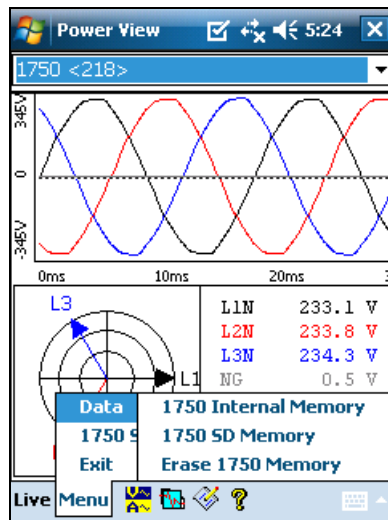 Power View 5:24
1750 <218>
345V
0
-345V
0ms 10ms 20ms
L3
L1
L1N 233.1 V
L2N 233.8 V
L3N 234.3 V
NG 0.5 V
Data 1750 Internal Memory
1750 1750 SD Memory
Exit Erase 1750 Memory
Live Menu V~ A~ ?